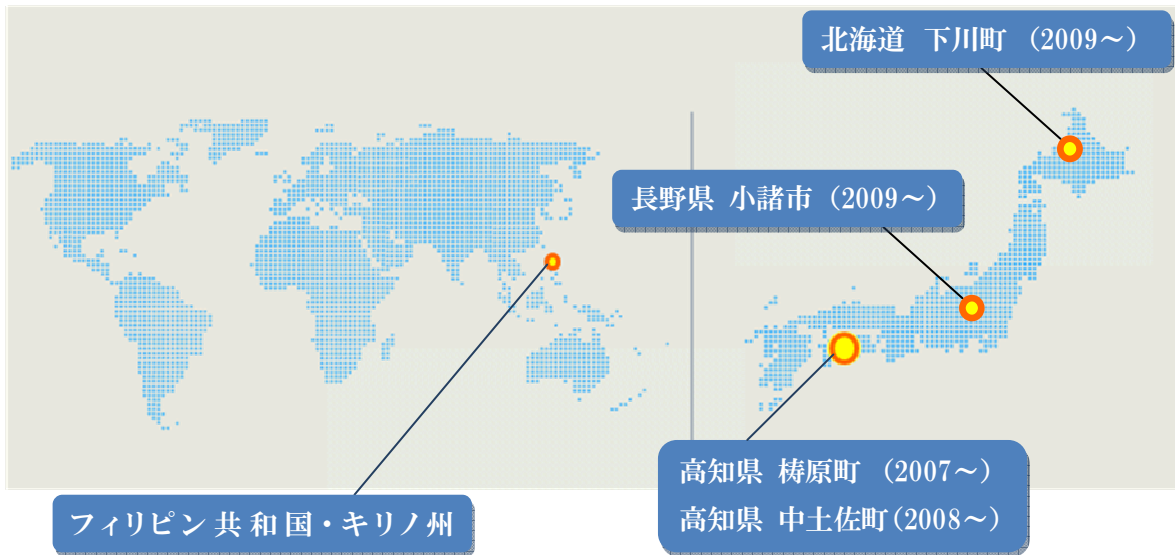 北海道 下川町 (2009~)
長野県 小諸市 (2009~)
高知県 梼原町 (2007~)
高知県 中土佐町(2008~)
フィリピン共和国・キリノ州